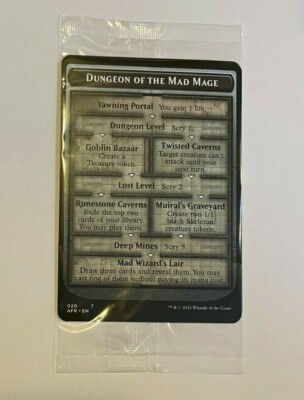 DUNGEON OF THE MAD MAGE
Yawning Portal You gain 1 life.
Dungeon Level Scry 1.
Goblin Bazaar
Create a
Treasure token.
Twisted Caverns
Target creature can't
attack until your
next turn.
Lost Level Scry 2.
Runestone Caverns
Exile the top two
cards of your library.
You may play them.
Muiral's Graveyard
Create two 1/1
black Skeleton
creature tokens.
Deep Mines Scry 3.
Mad Wizard's Lair
Draw three cards and reveal them. You may
cast one of them without paying its mana cost.
020 T
AFR • EN
™ & © 2021 Wizards of the Coast